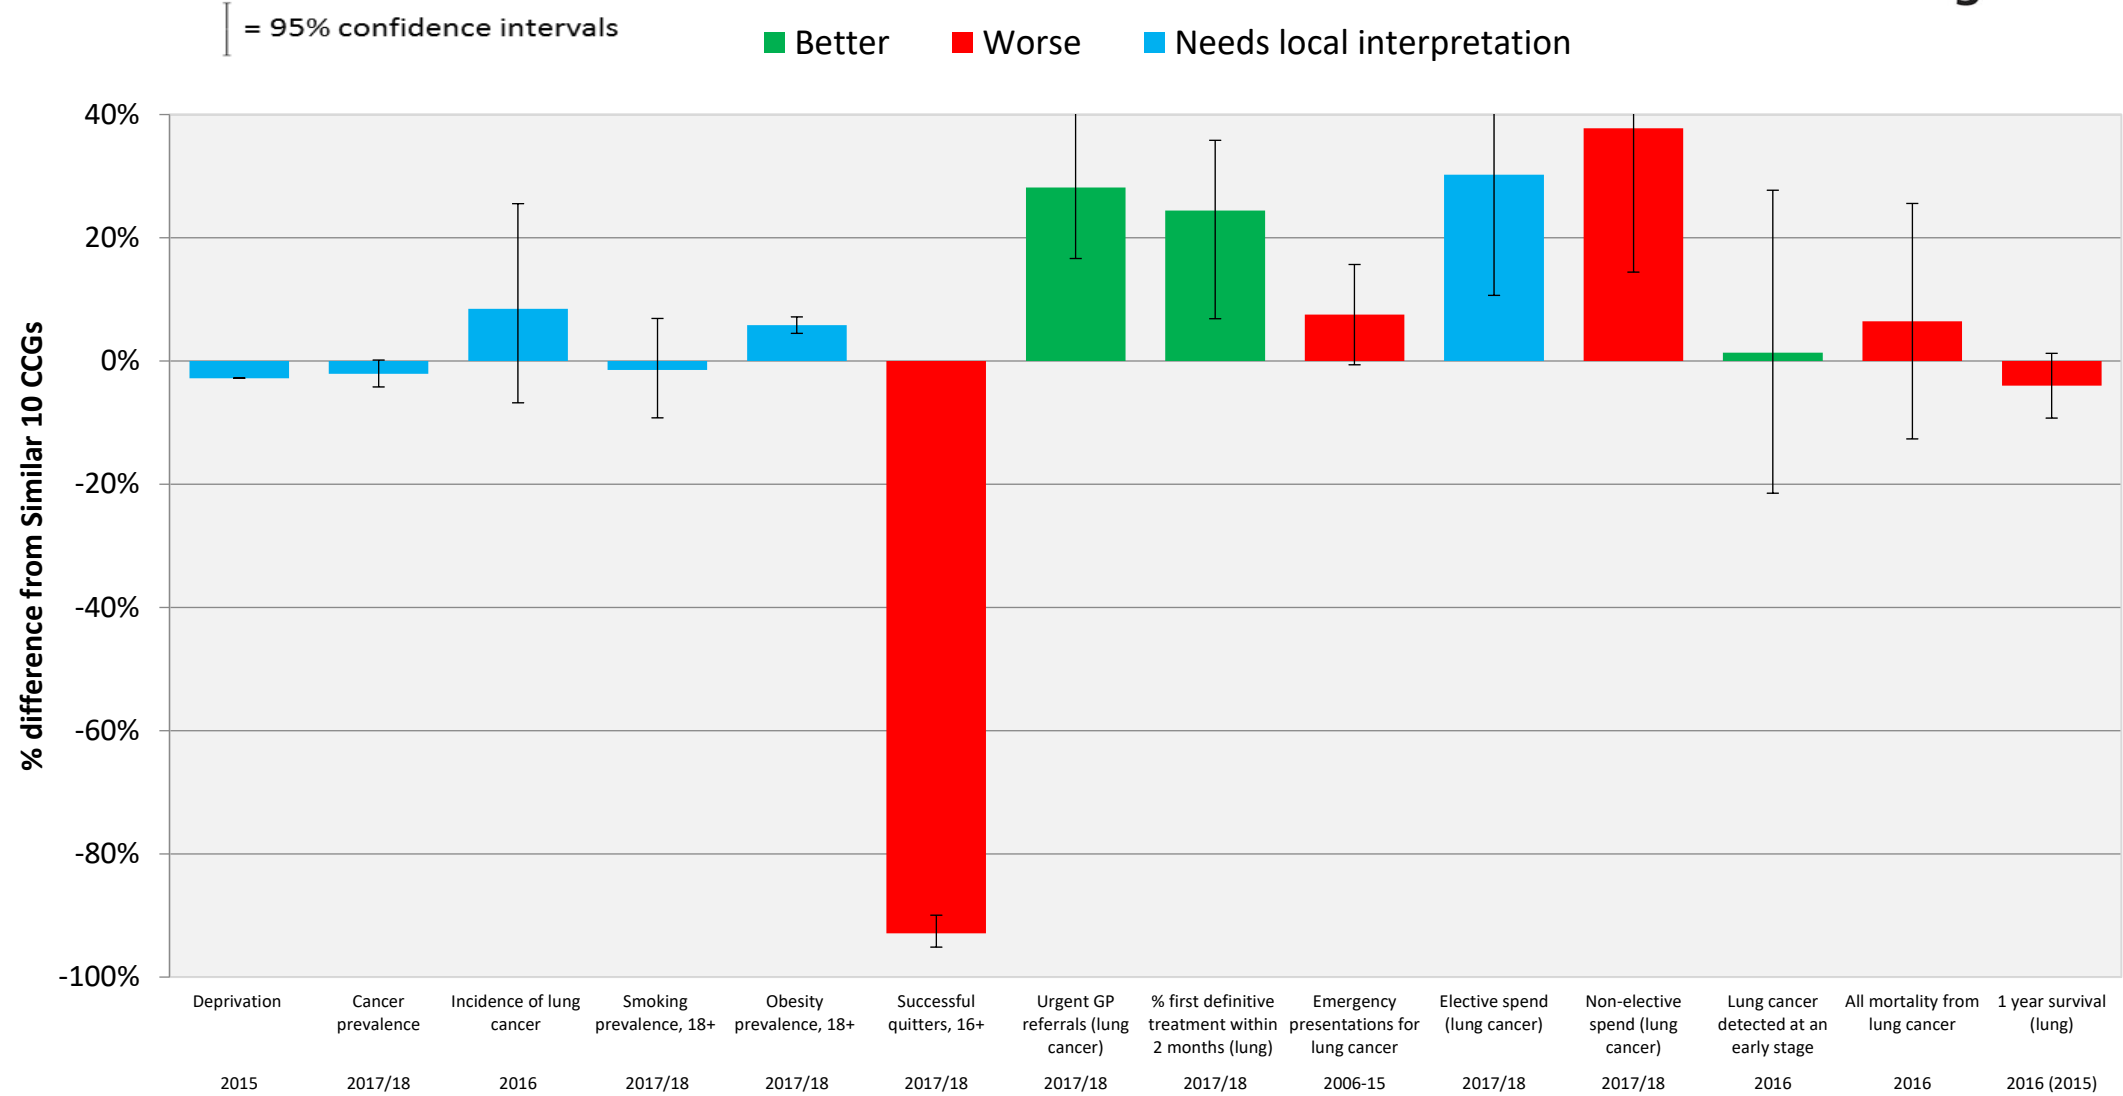 = 95% confidence intervals
Better
Worse
Needs local interpretation
% difference from Similar 10 CCGs
40%
20%
0%
-20%
-40%
-60%
-80%
-100%
Deprivation
2015
Cancer
prevalence
2017/18
Incidence of lung
cancer
2016
Smoking
prevalence, 18+
2017/18
Obesity
prevalence, 18+
2017/18
Successful
quitters, 16+
2017/18
Urgent GP
referrals (lung
cancer)
2017/18
% first definitive
treatment within
2 months (lung)
2017/18
Emergency
presentations for
lung cancer
2006-15
Elective spend
(lung cancer)
2017/18
Non-elective
spend (lung
cancer)
2017/18
Lung cancer
detected at an
early stage
2016
All mortality from
lung cancer
2016
1 year survival
(lung)
2016 (2015)